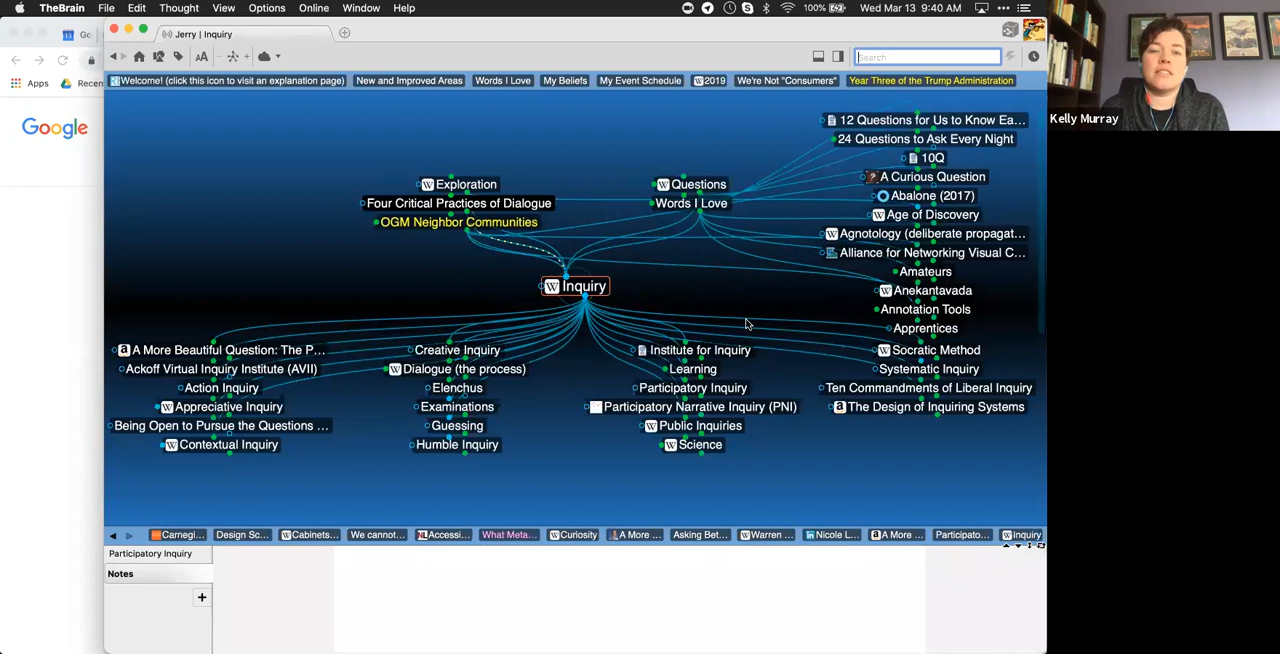 TheBrain File Edit Thought View Options Online Window Help 100% Wed Mar 13 9:40 AM
Jerry | Inquiry
Apps Recen
Google
Search
Welcome! (click this icon to visit an explanation page) New and Improved Areas Words I Love My Beliefs My Event Schedule 2019 We're Not "Consumers" Year Three of the Trump Administration
Kelly Murray
Exploration
Four Critical Practices of Dialogue
OGM Neighbor Communities
Questions
Words I Love
12 Questions for Us to Know Ea...
24 Questions to Ask Every Night
10Q
A Curious Question
Abalone (2017)
Age of Discovery
Agnotology (deliberate propagat...
Alliance for Networking Visual C...
Amateurs
Anekantavada
Annotation Tools
Apprentices
Inquiry
A More Beautiful Question: The P...
Ackoff Virtual Inquiry Institute (AVII)
Action Inquiry
Appreciative Inquiry
Being Open to Pursue the Questions ...
Contextual Inquiry
Creative Inquiry
Dialogue (the process)
Elenchus
Examinations
Guessing
Humble Inquiry
Institute for Inquiry
Learning
Participatory Inquiry
Participatory Narrative Inquiry (PNI)
Public Inquiries
Science
Socratic Method
Systematic Inquiry
Ten Commandments of Liberal Inquiry
The Design of Inquiring Systems
Carnegi... Design Sc... Cabinets... We cannot... Accessi... What Meta... Curiosity A More ... Asking Bet... Warren ... Nicole L... A More ... Participato... Inquiry
Participatory Inquiry
Notes
+